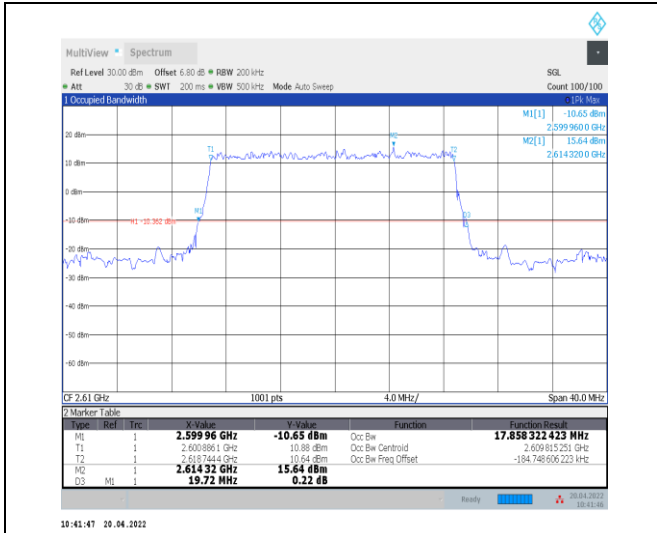 MultiView Spectrum
Ref Level 30.00 dBm Offset 6.80 dB RBW 200 kHz SGL
Att 30 dB SWT 200 ms VBW 500 kHz Mode Auto Sweep Count 100/100
1 Occupied Bandwidth 1Pk Max
M1[1] -10.65 dBm
2.599 960 0 GHz
M2[1] 15.64 dBm
2.614 320 0 GHz
20 dBm
T1 M2 T2
10 dBm
0 dBm
M1 D3
-10 dBm H1 -10.362 dBm
-20 dBm
-30 dBm
-40 dBm
-50 dBm
-60 dBm
CF 2.61 GHz 1001 pts 4.0 MHz/ Span 40.0 MHz
2 Marker Table
Type Ref Trc X-Value Y-Value Function Function Result
M1 1 2.599 96 GHz -10.65 dBm Occ Bw 17.858 322 423 MHz
T1 1 2.600 886 1 GHz 10.88 dBm Occ Bw Centroid 2.609 815 251 GHz
T2 1 2.618 744 4 GHz 10.64 dBm Occ Bw Freq Offset -184.748 606 223 kHz
M2 1 2.614 32 GHz 15.64 dBm
D3 M1 1 19.72 MHz 0.22 dB
Ready 20.04.2022
10:41:46
10:41:47 20.04.2022